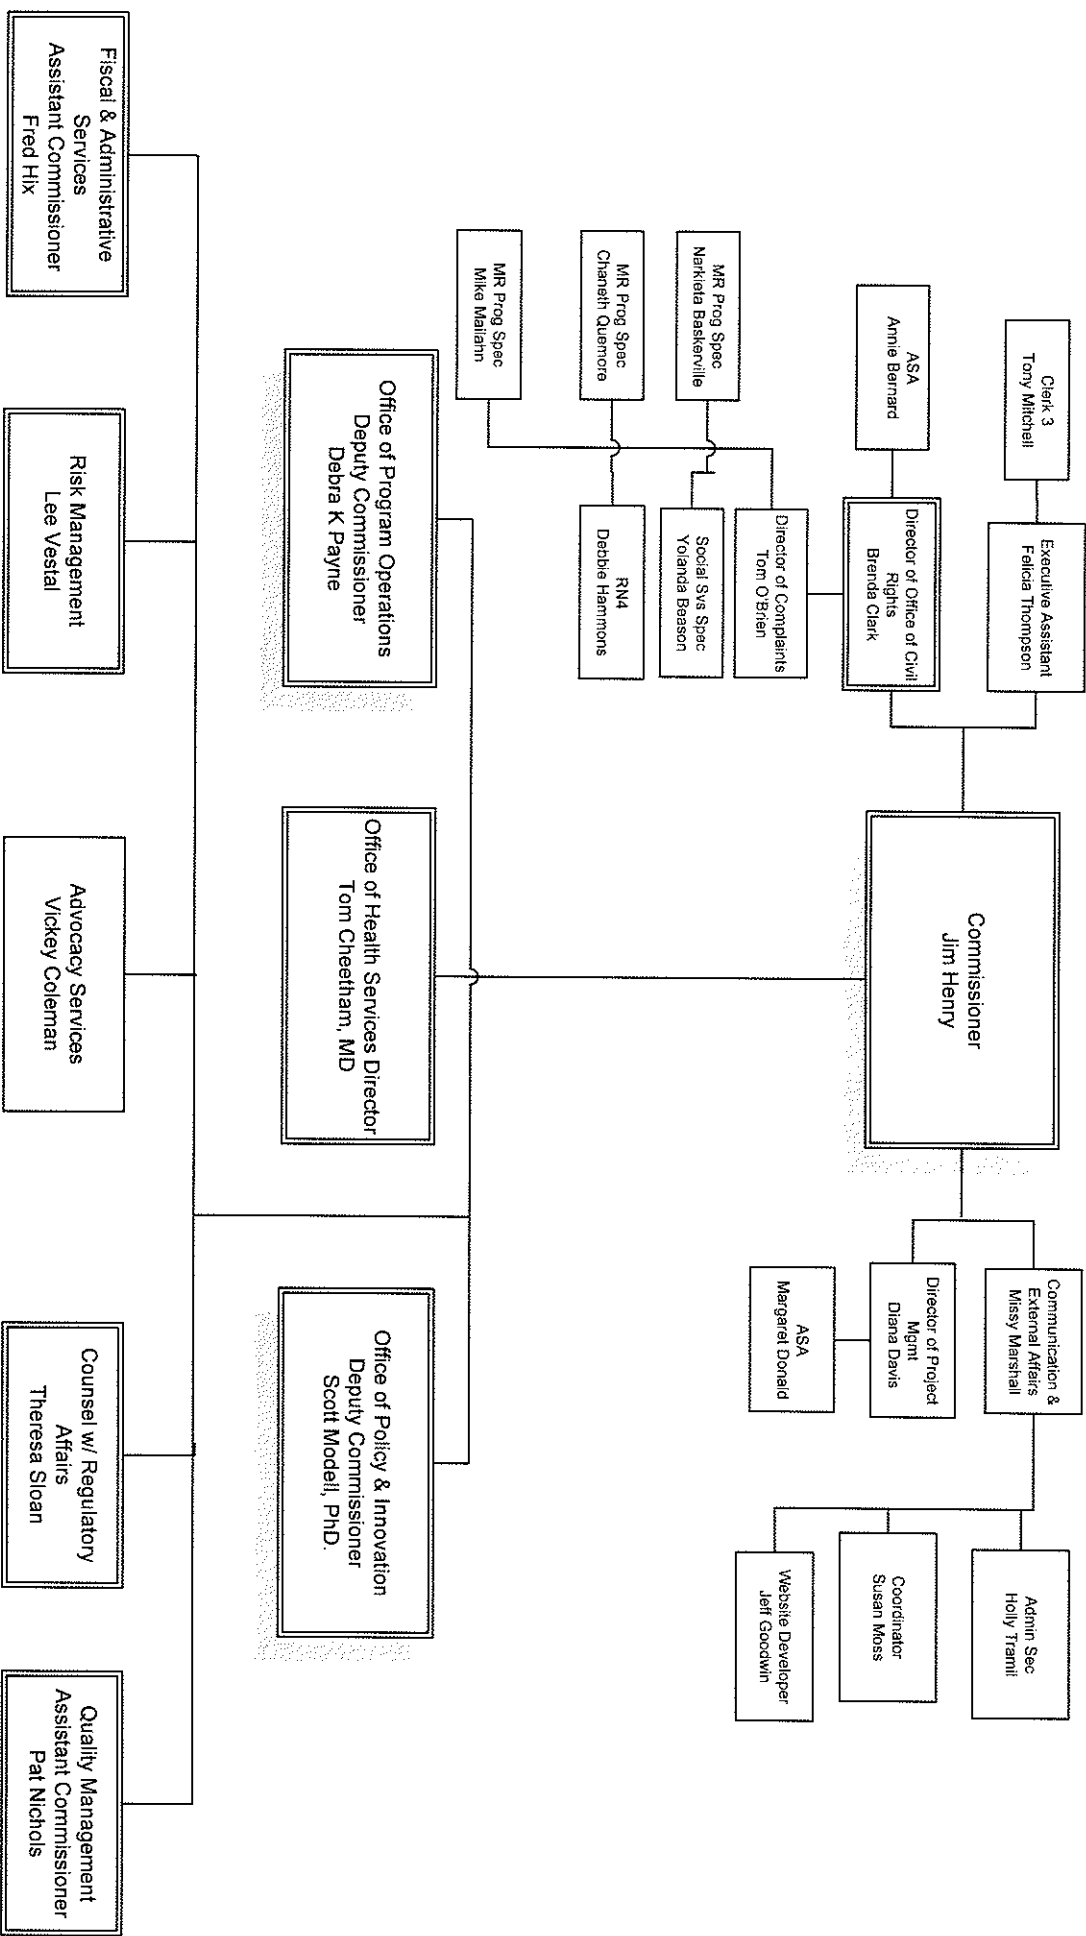 Clerk 3
Tony Mitchell
Executive Assistant
Felicia Thompson
ASA
Annie Bernard
Director of Office of Civil
Rights
Brenda Clark
Commissioner
Jim Henry
Communication &
External Affairs
Missy Marshall
Admin Sec
Holly Tramil
Director of Project
Mgmt
Diana Davis
Coordinator
Susan Moss
ASA
Margaret Donald
Website Developer
Jeff Goodwin
Director of Complaints
Tom O'Brien
MR Prog Spec
Narkieta Baskerville
Social Svs Spec
Yolanda Beason
MR Prog Spec
Chaneth Quemore
RN4
Debbie Hammons
MR Prog Spec
Mike Mailahn
Office of Program Operations
Deputy Commissioner
Debra K Payne
Office of Health Services Director
Tom Cheetham, MD
Office of Policy & Innovation
Deputy Commissioner
Scott Modell, PhD.
Fiscal & Administrative
Services
Assistant Commissioner
Fred Hix
Risk Management
Lee Vestal
Advocacy Services
Vickey Coleman
Counsel w/ Regulatory
Affairs
Theresa Sloan
Quality Management
Assistant Commissioner
Pat Nichols